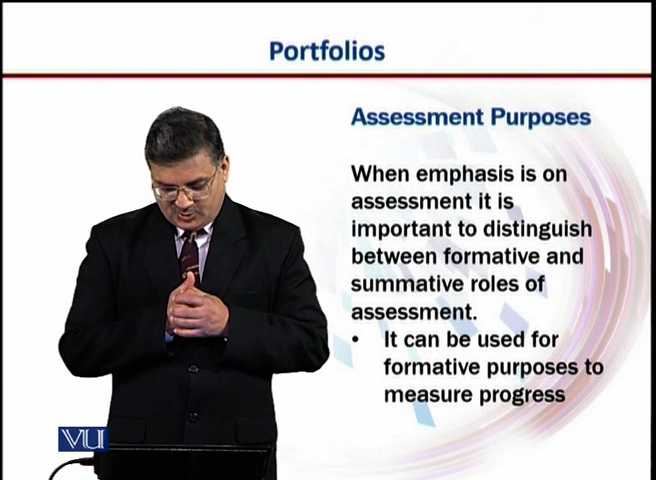 Portfolios
Assessment Purposes
When emphasis is on
assessment it is
important to distinguish
between formative and
summative roles of
assessment.
• It can be used for
formative purposes to
measure progress
VU